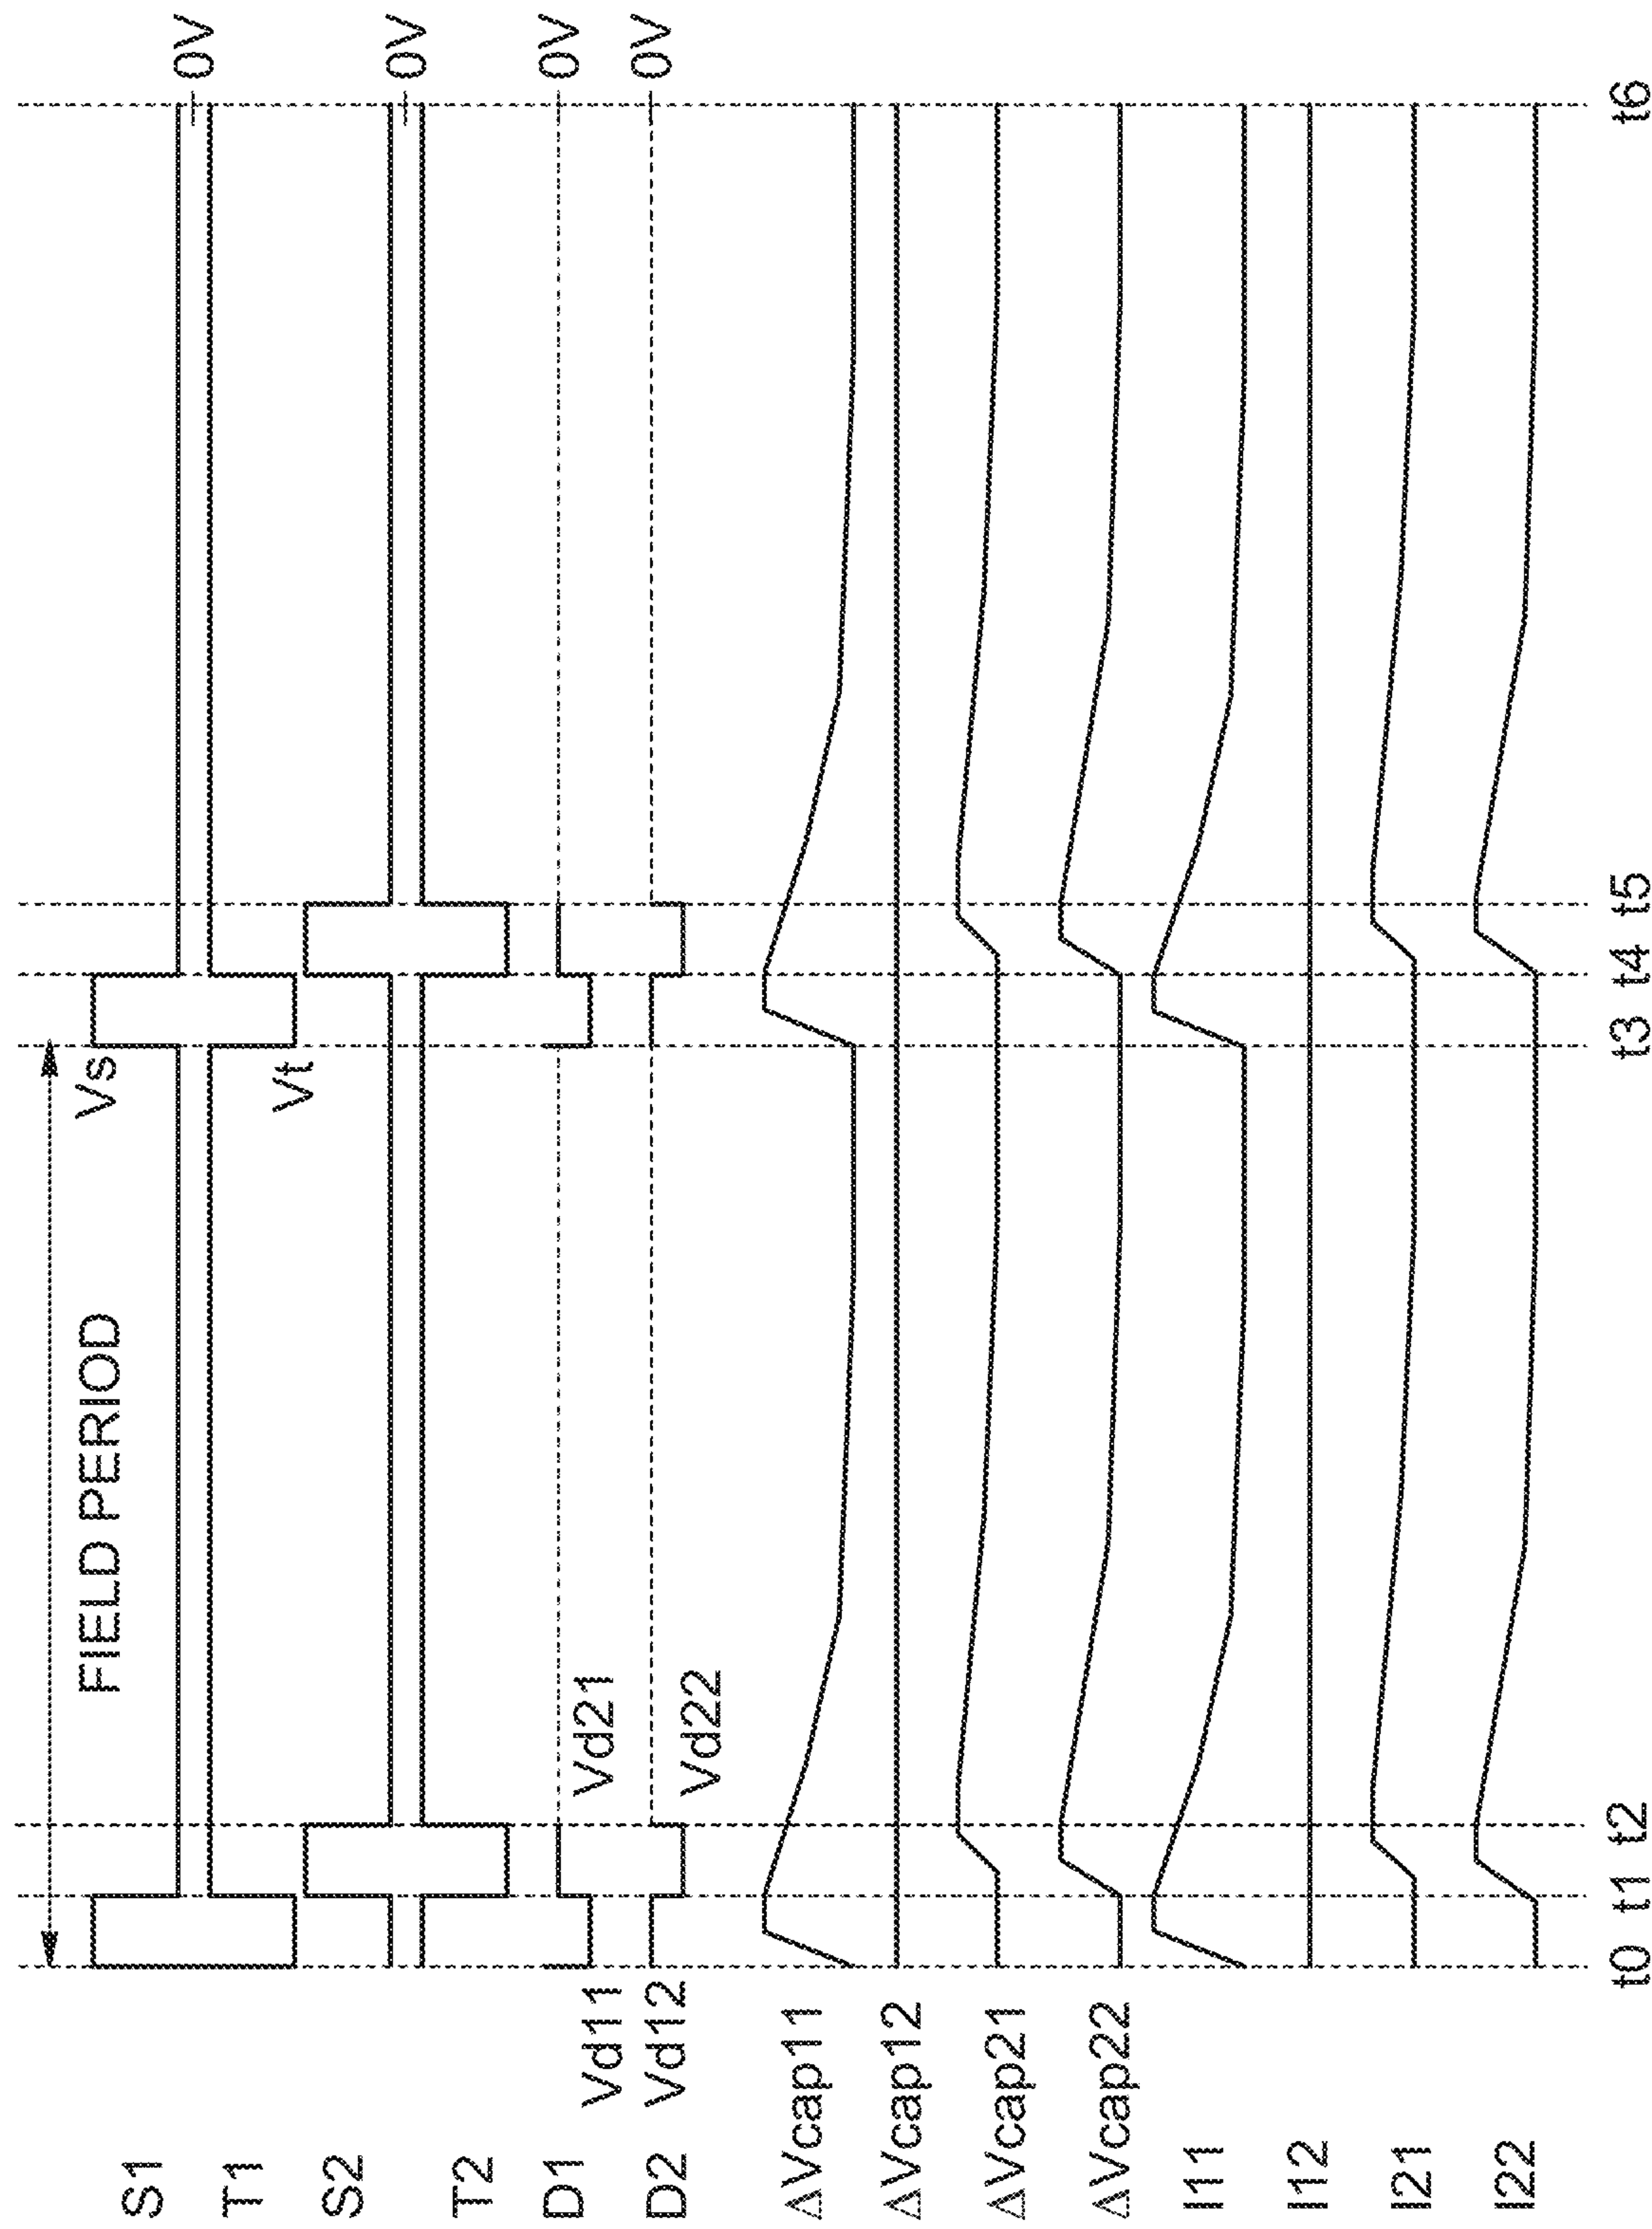 FIELD PERIOD
S1
Vs
0V
T1
Vt
S2
0V
T2
D1
Vd11
Vd21
0V
D2
Vd12
Vd22
0V
ΔVcap11
ΔVcap12
ΔVcap21
ΔVcap22
I11
I12
I21
I22
t0 t1 t2 t3 t4 t5 t6